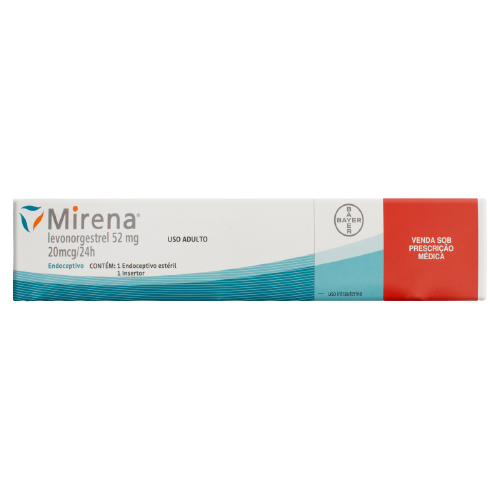 Mirena®
levonorgestrel 52 mg
20mcg/24h
USO ADULTO
Endoceptivo CONTÉM: 1 Endoceptivo estéril
1 Insertor
BAYER
BAYER
uso intrauterino
VENDA SOB
PRESCRIÇÃO
MÉDICA